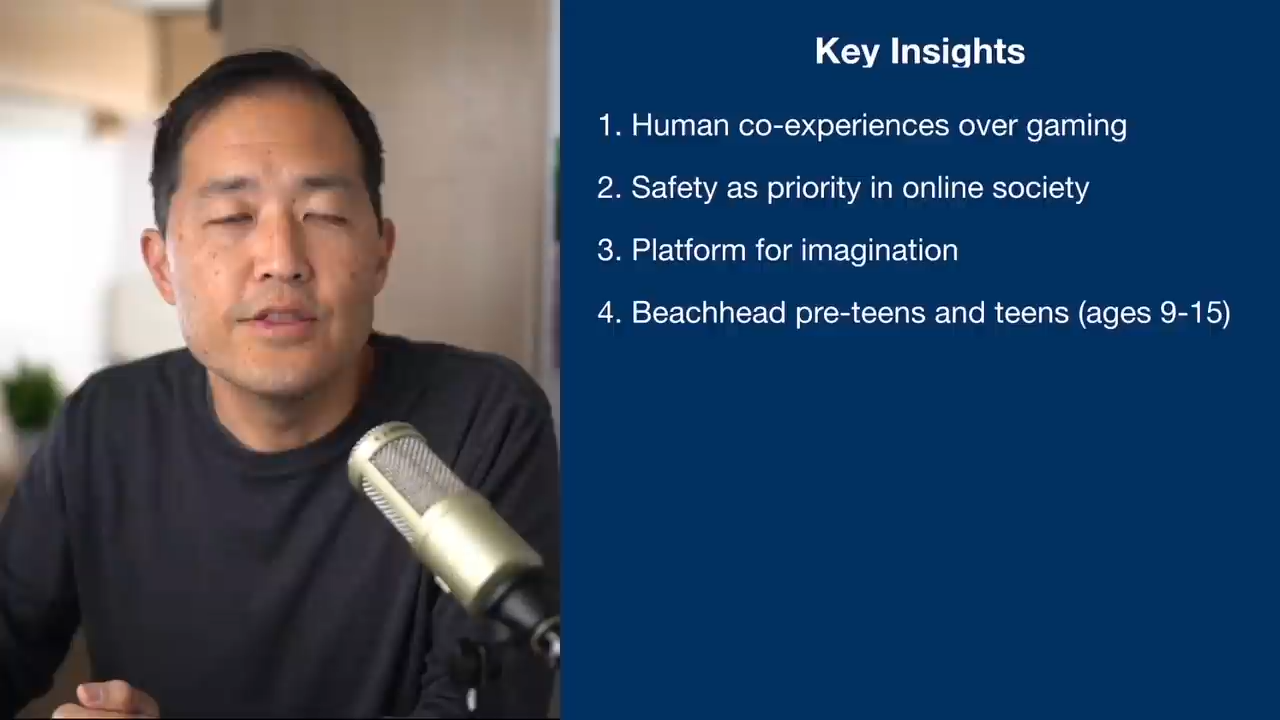 Key Insights
1. Human co-experiences over gaming
2. Safety as priority in online society
3. Platform for imagination
4. Beachhead pre-teens and teens (ages 9-15)